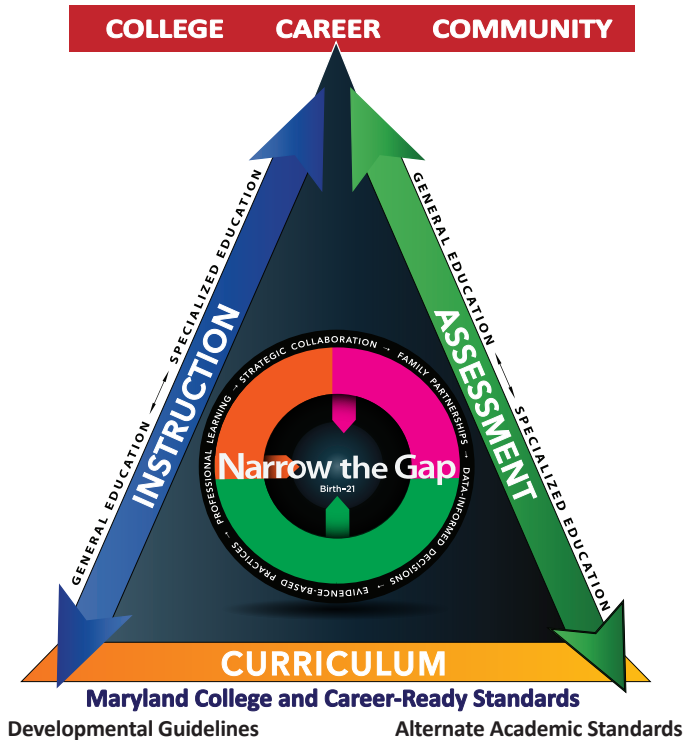 COLLEGE CAREER COMMUNITY
GENERAL EDUCATION ← → SPECIALIZED EDUCATION
INSTRUCTION
GENERAL EDUCATION ← → SPECIALIZED EDUCATION
ASSESSMENT
STRATEGIC COLLABORATION → FAMILY PARTNERSHIPS → DATA-INFORMED DECISIONS → EVIDENCE-BASED PRACTICES → PROFESSIONAL LEARNING →
Narrow the Gap
Birth–21
CURRICULUM
Maryland College and Career-Ready Standards
Developmental Guidelines
Alternate Academic Standards